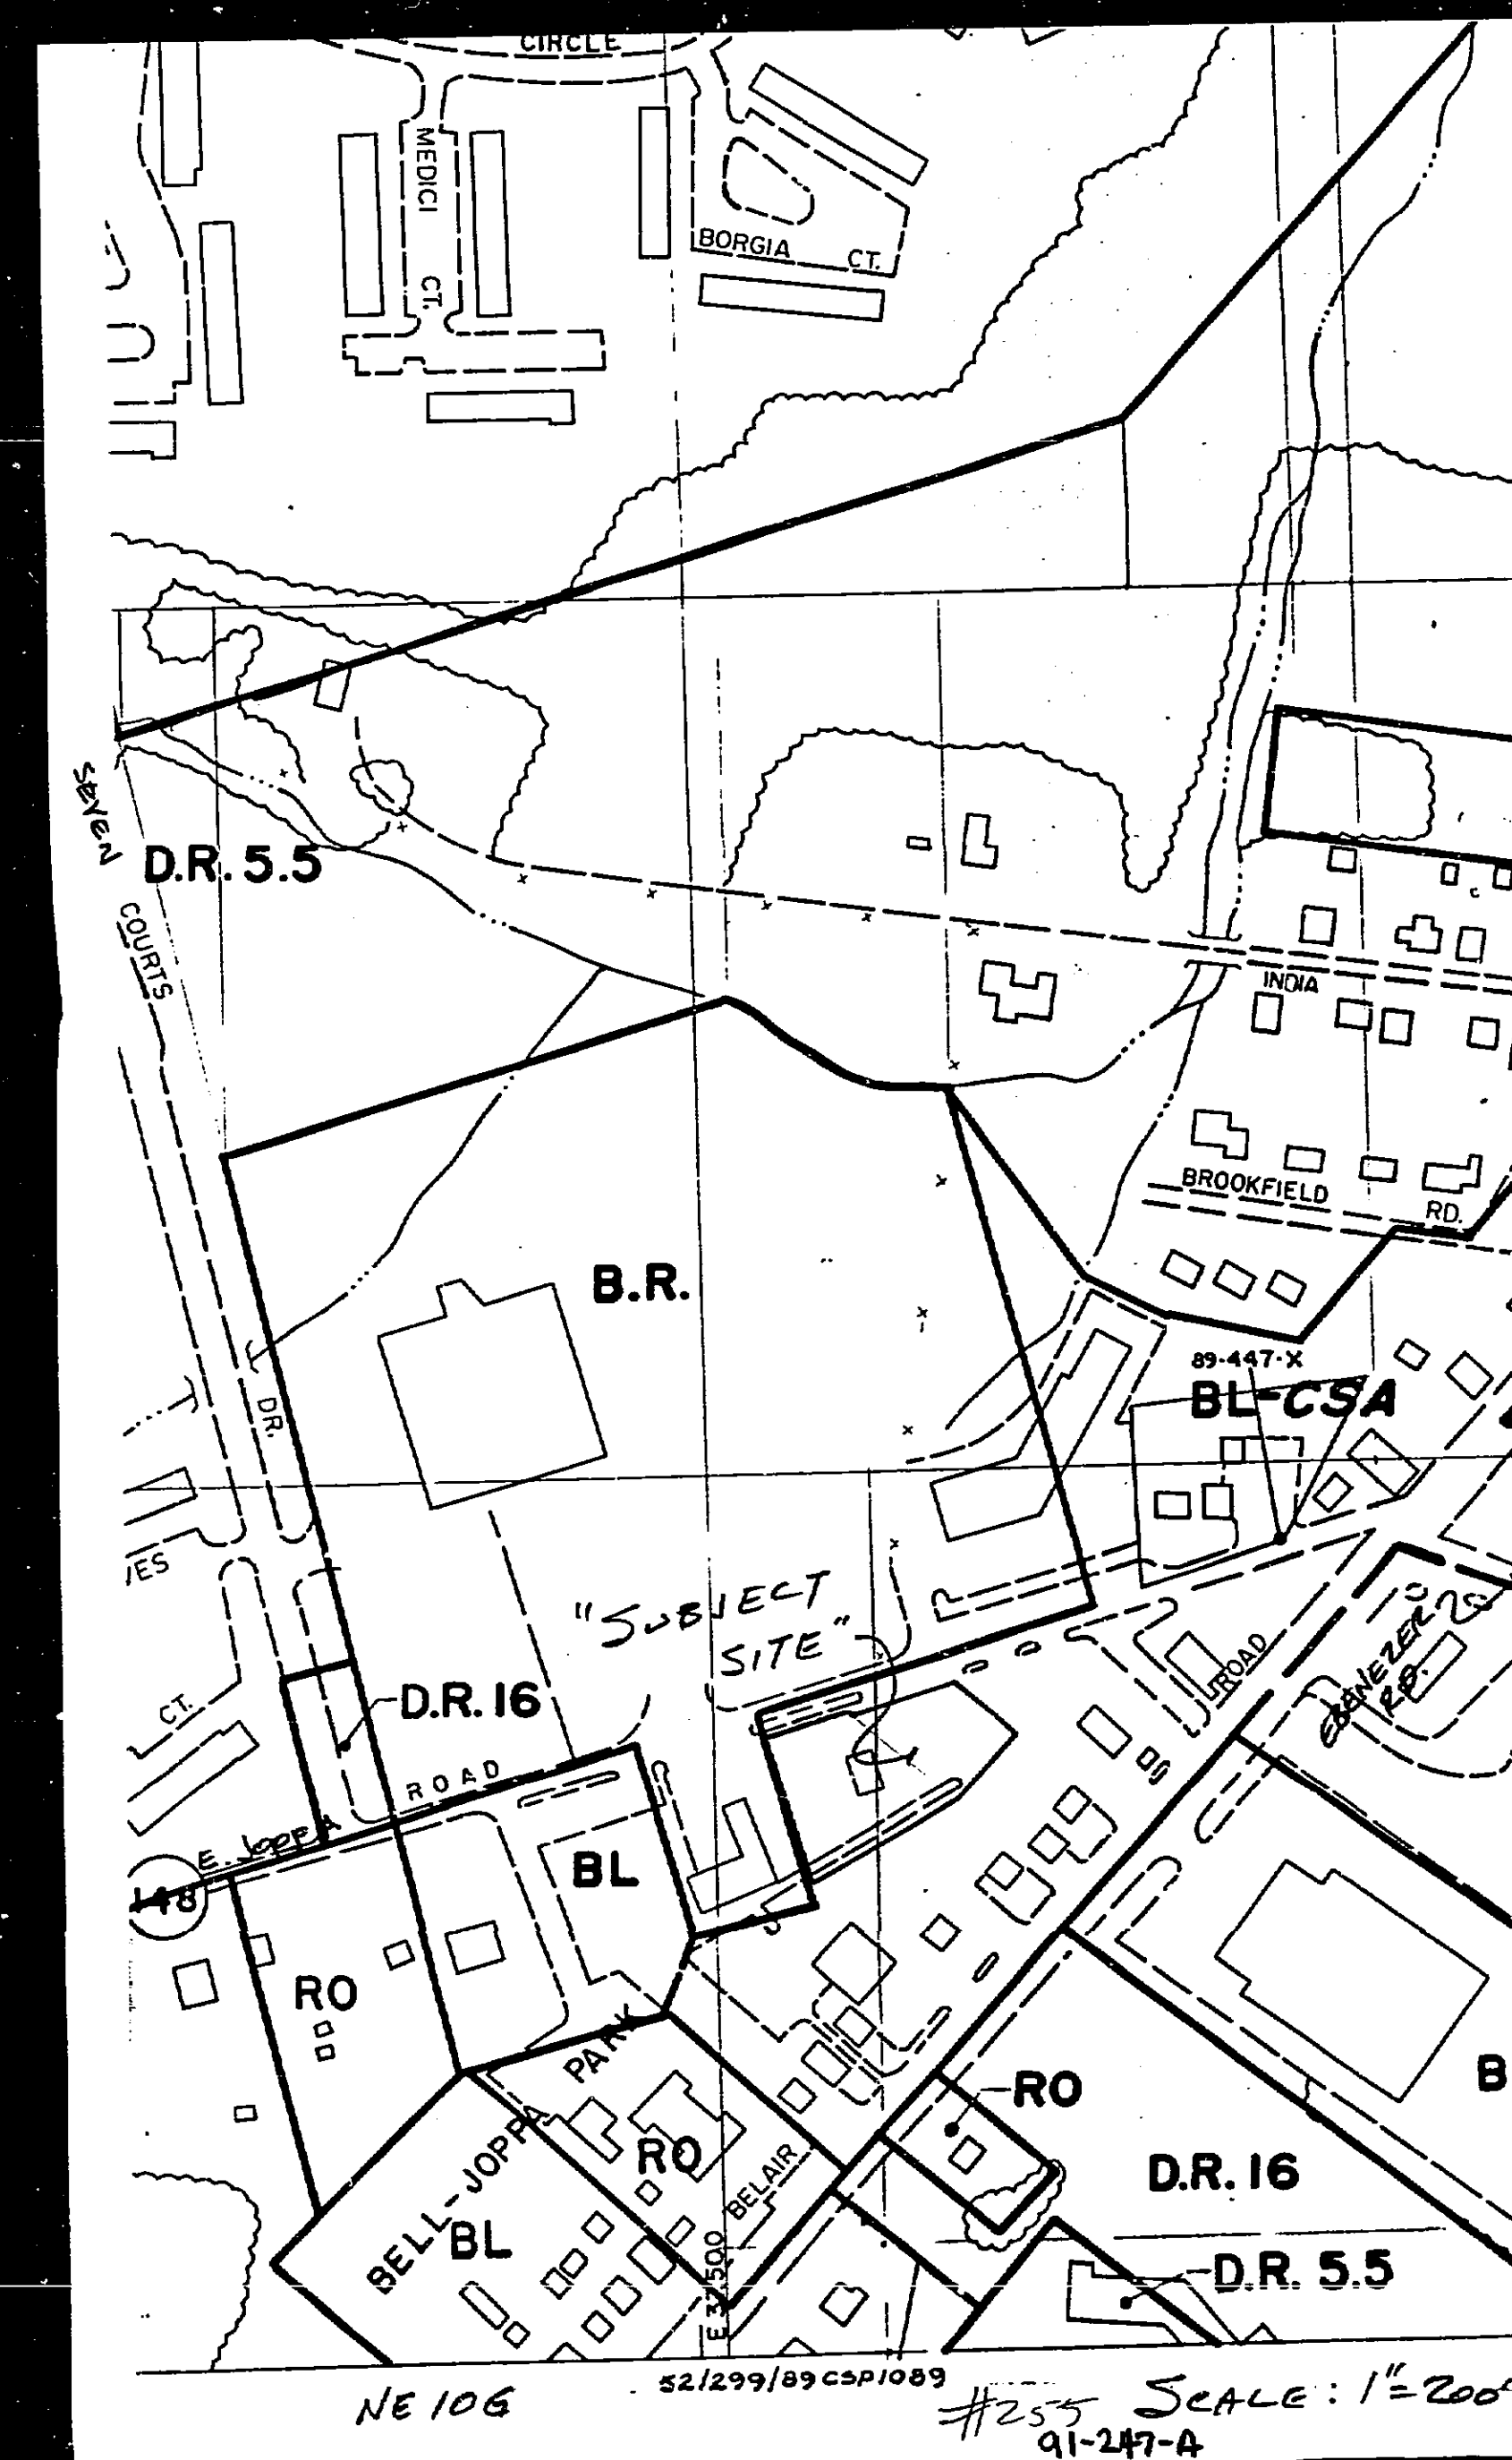 CIRCLE
MEDICI CT.
BORGIA CT.
SEVEN
COURTS
DR.
D.R. 5.5
INDIA
BROOKFIELD RD.
B.R.
89-447-X
BL-CSA
"SUBJECT
SITE"
EBENEZER
RD.
ROAD
CT.
D.R. 16
ROAD
E. JOPPA
148
BL
RO
PARK
BELL-JOPPA
RO
BELAIR
RO
D.R. 16
B
BL
D.R. 5.5
E 37,500
52/299/89 CSP1089
NE 10G
#255
SCALE: 1"=200'
91-247-A